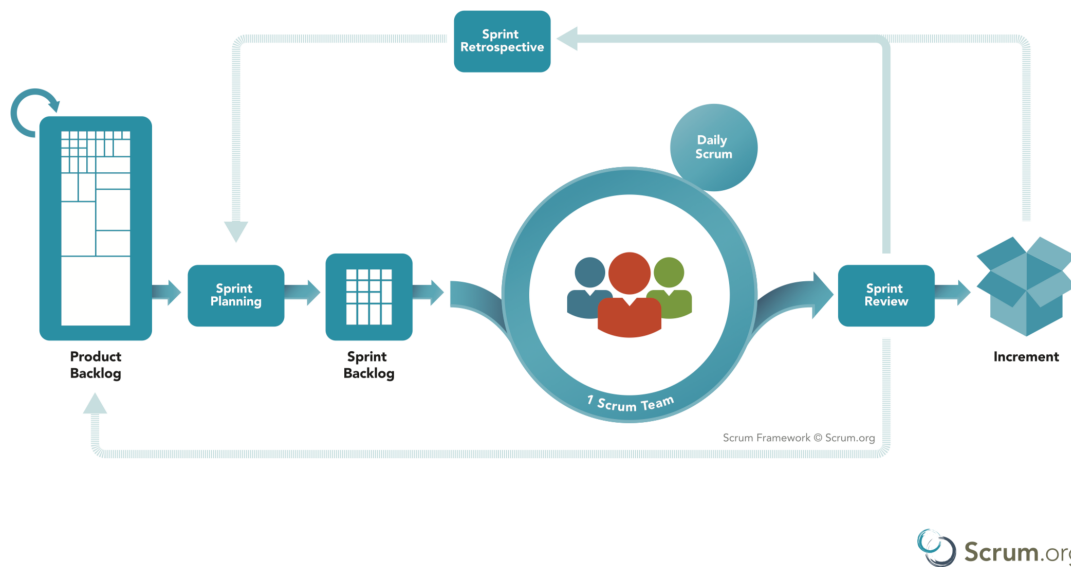 Sprint
Retrospective
Daily
Scrum
Sprint
Planning
Sprint
Review
Product
Backlog
Sprint
Backlog
Increment
1 Scrum Team
Scrum Framework © Scrum.org
Scrum.org